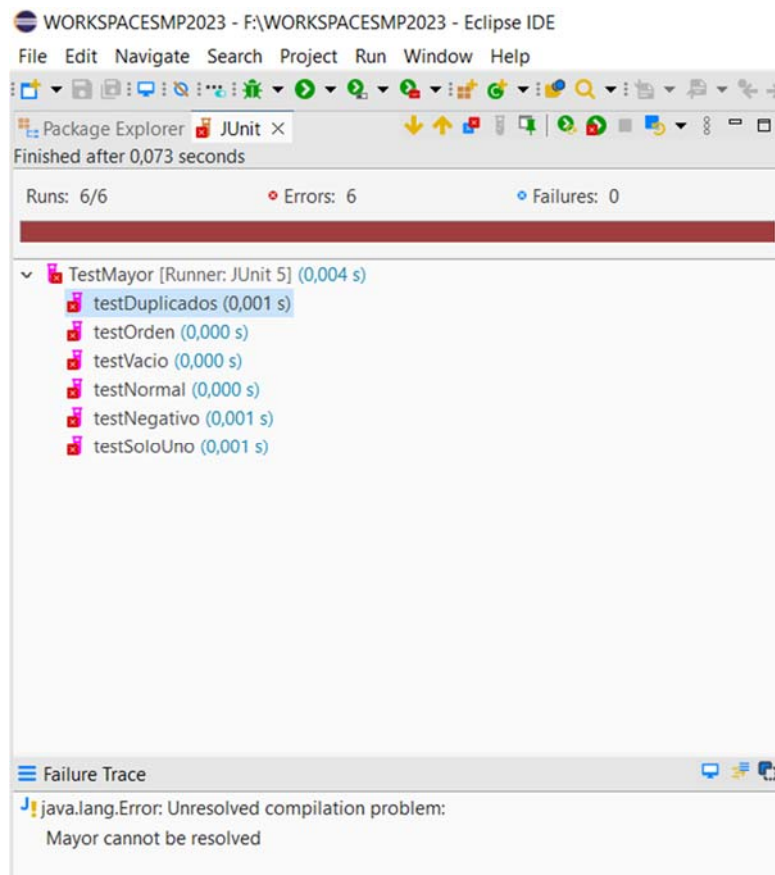 WORKSPACESMP2023 - F:\WORKSPACESMP2023 - Eclipse IDE
File Edit Navigate Search Project Run Window Help
Package Explorer JUnit
Finished after 0,073 seconds
Runs: 6/6 Errors: 6 Failures: 0
TestMayor [Runner: JUnit 5] (0,004 s)
testDuplicados (0,001 s)
testOrden (0,000 s)
testVacio (0,000 s)
testNormal (0,000 s)
testNegativo (0,001 s)
testSoloUno (0,001 s)
Failure Trace
java.lang.Error: Unresolved compilation problem:
Mayor cannot be resolved